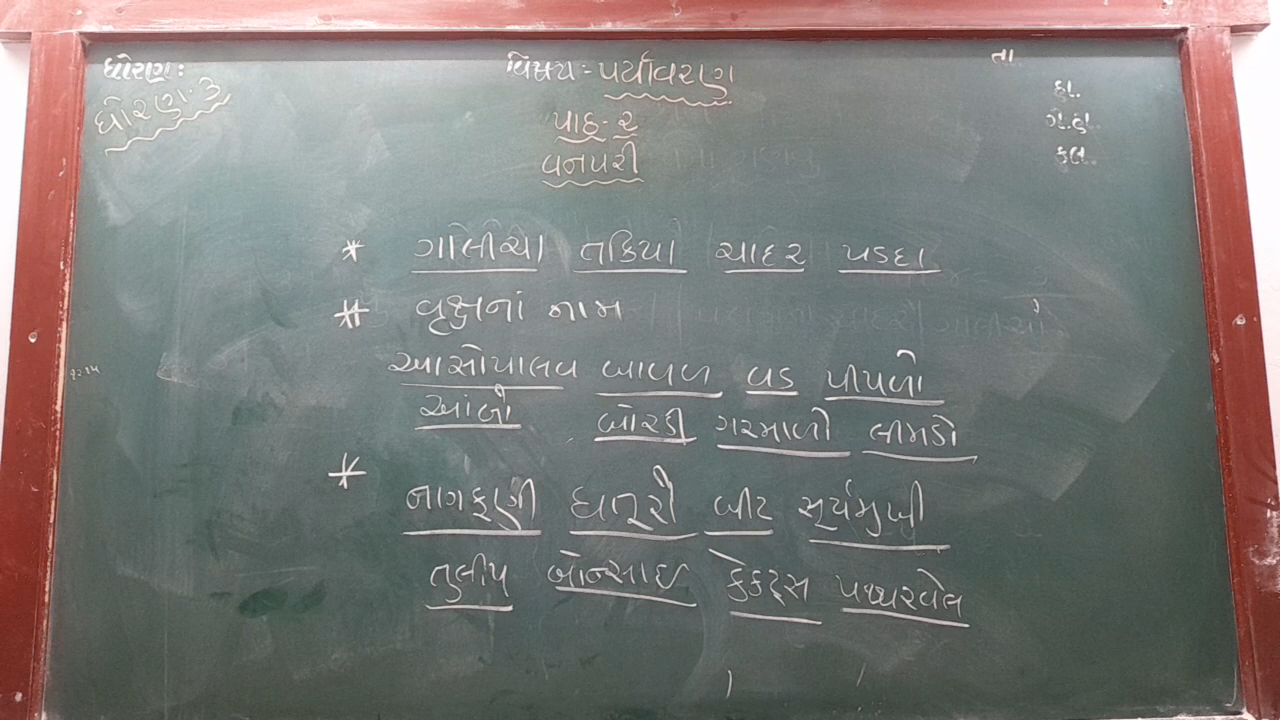 ધોરણ:
ધોરણ-૩
વિષય:- પર્યાવરણ
પાઠ-૨
વનપરી
તા
હા.
ગે.હા.
કુલ.
* ગાલીચા તકિયા ચાદર પડદા
# વૃક્ષનાં નામ
આસોપાલવ બાવળ વડ પીપળો
આંબો બોરડી ગરમાળો લીમડો
*
નાગફણી ધતૂરો બીટ સૂર્યમુખી
તુલીપ બોન્સાઈ કેકટ્સ પથ્થરવેલ